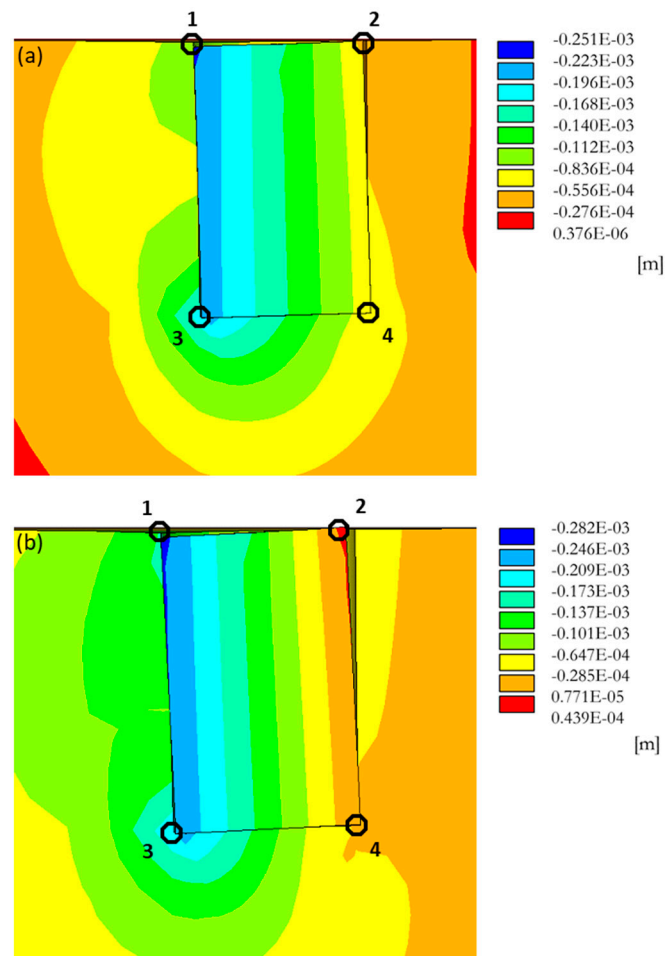 1 2
(a)
-0.251E-03
-0.223E-03
-0.196E-03
-0.168E-03
-0.140E-03
-0.112E-03
-0.836E-04
-0.556E-04
-0.276E-04
0.376E-06
[m]
3 4
1 2
(b)
-0.282E-03
-0.246E-03
-0.209E-03
-0.173E-03
-0.137E-03
-0.101E-03
-0.647E-04
-0.285E-04
0.771E-05
0.439E-04
[m]
3 4